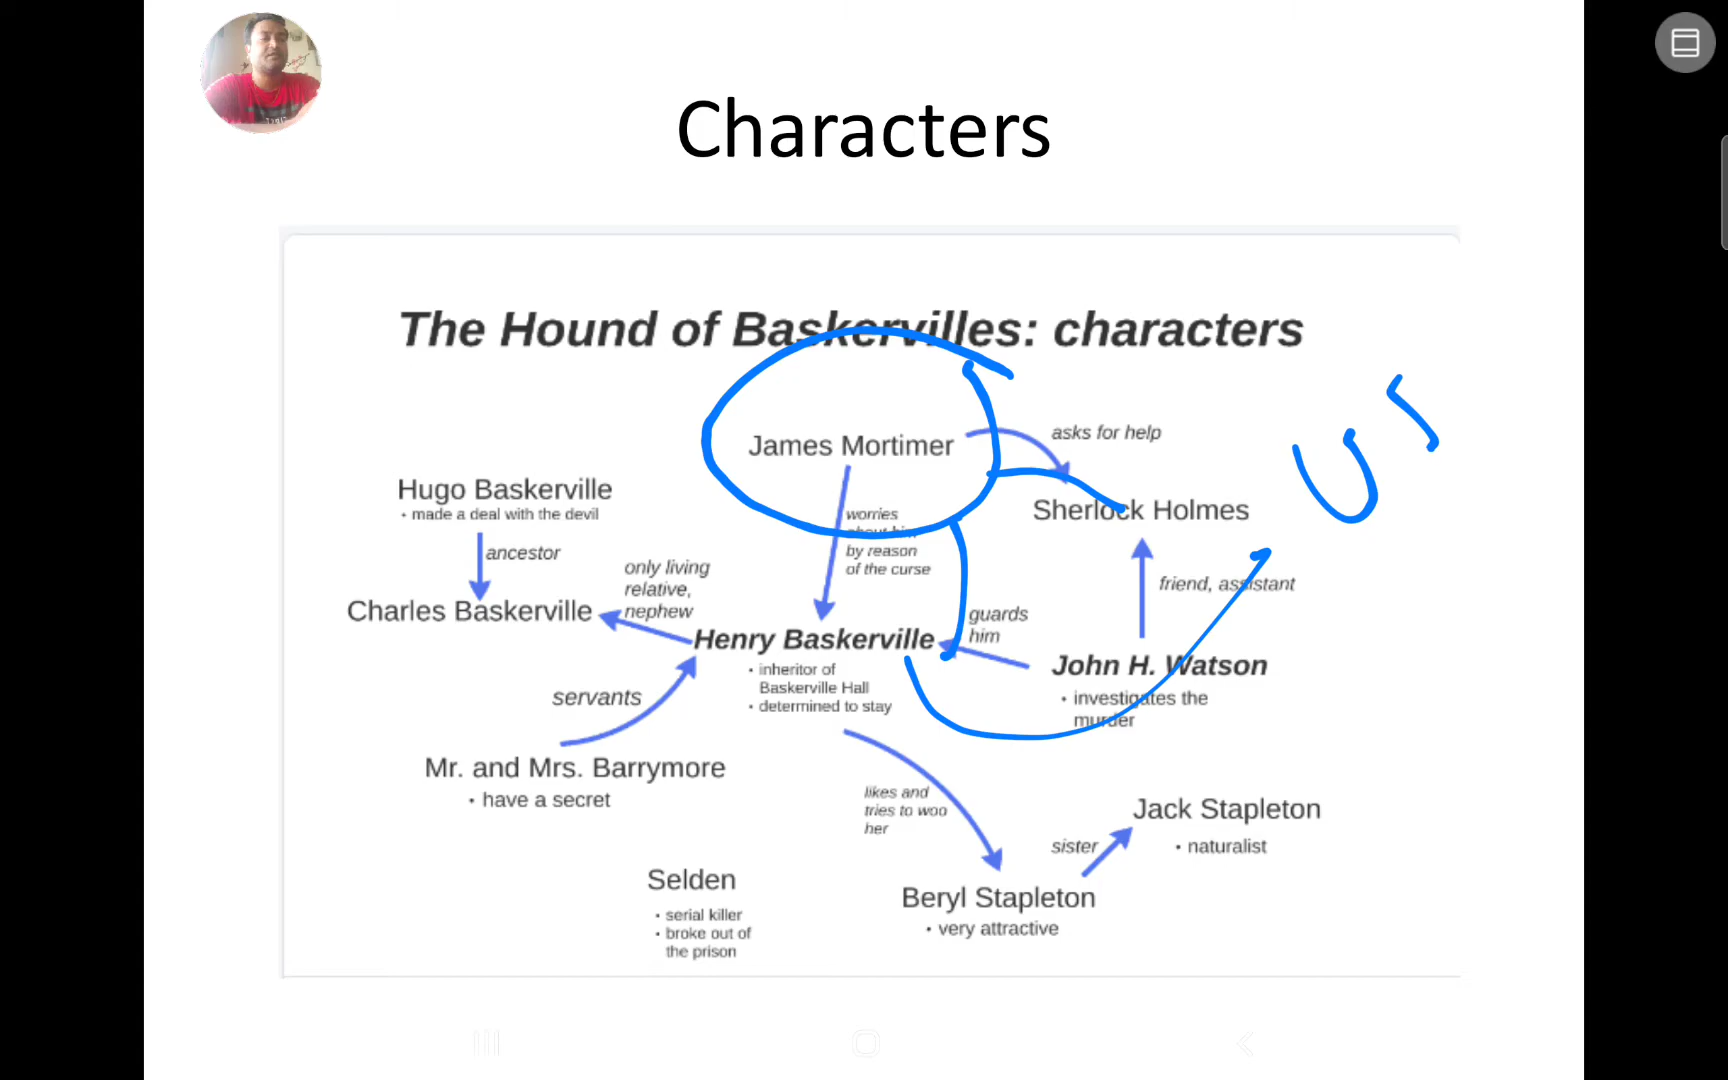 Characters
The Hound of Baskervilles: characters
James Mortimer
asks for help
Hugo Baskerville
• made a deal with the devil
ancestor
Charles Baskerville
only living
relative,
nephew
worries
about him
by reason
of the curse
Sherlock Holmes
friend, assistant
guards
him
Henry Baskerville
• inheritor of
Baskerville Hall
• determined to stay
John H. Watson
• investigates the
murder
servants
Mr. and Mrs. Barrymore
• have a secret
likes and
tries to woo
her
Jack Stapleton
• naturalist
sister
Selden
• serial killer
• broke out of
the prison
Beryl Stapleton
• very attractive